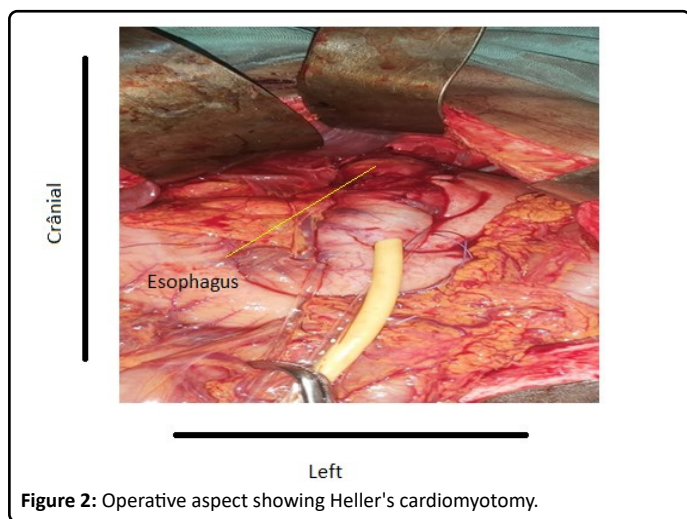 Crânial
Esophagus
Left
Figure 2: Operative aspect showing Heller's cardiomyotomy.